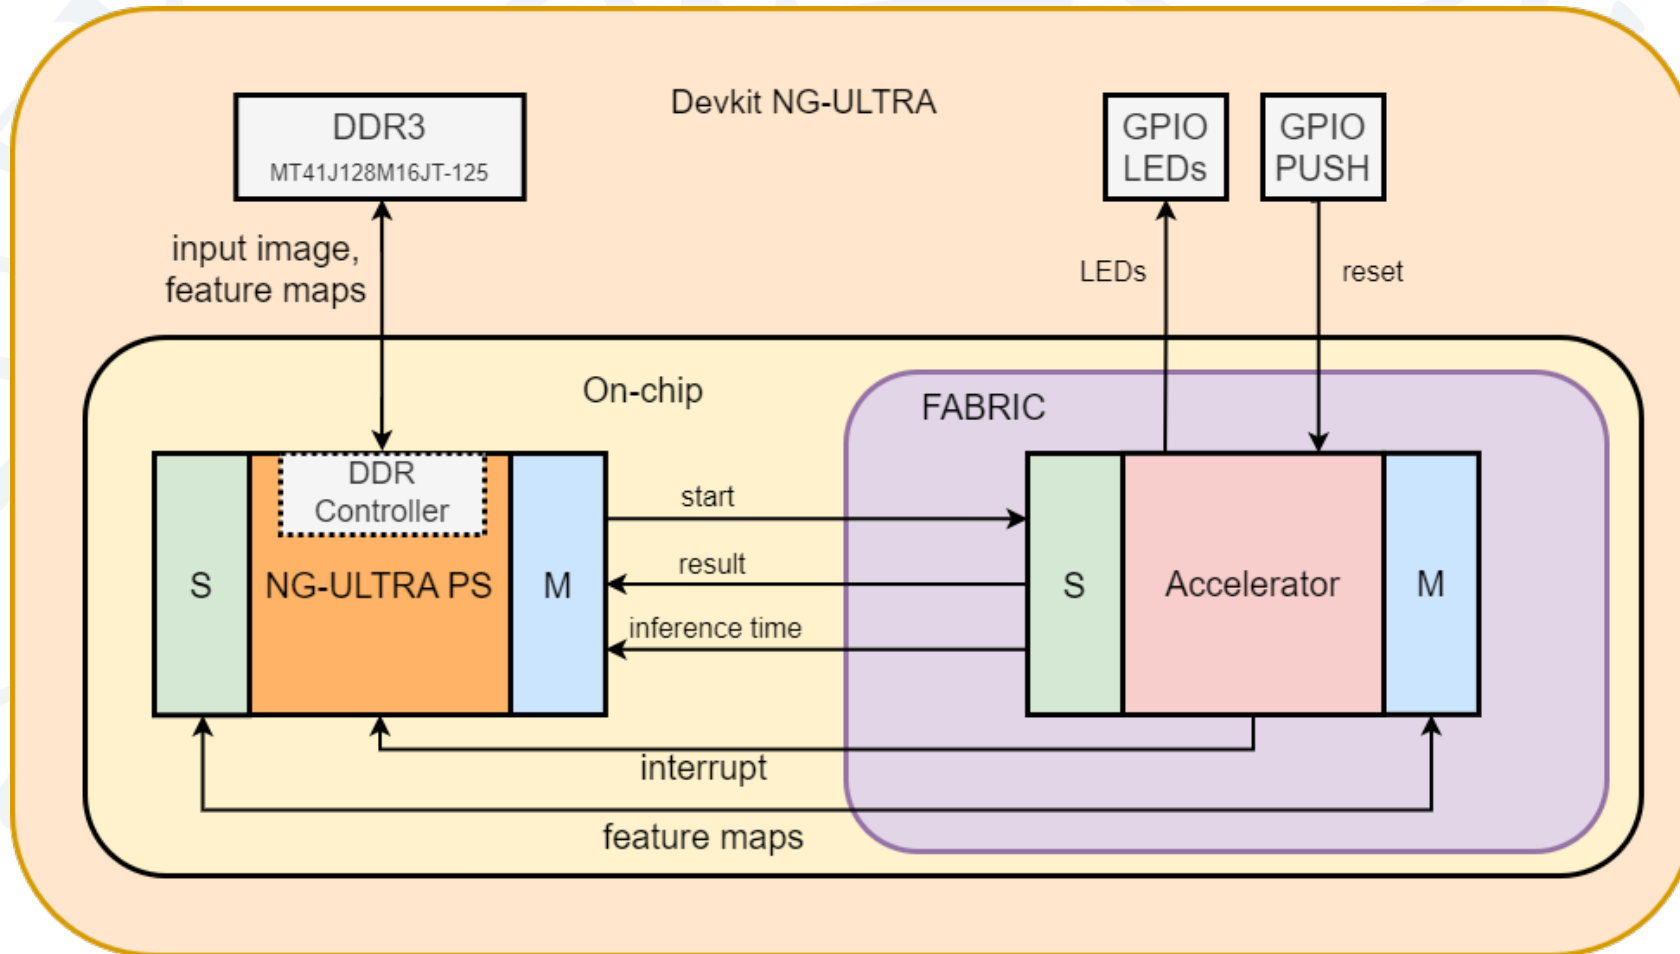 Devkit NG-ULTRA
DDR3
MT41J128M16JT-125
GPIO
LEDs
GPIO
PUSH
input image,
feature maps
LEDs
reset
On-chip
FABRIC
DDR
Controller
S
NG-ULTRA PS
M
start
result
inference time
S
Accelerator
M
interrupt
feature maps